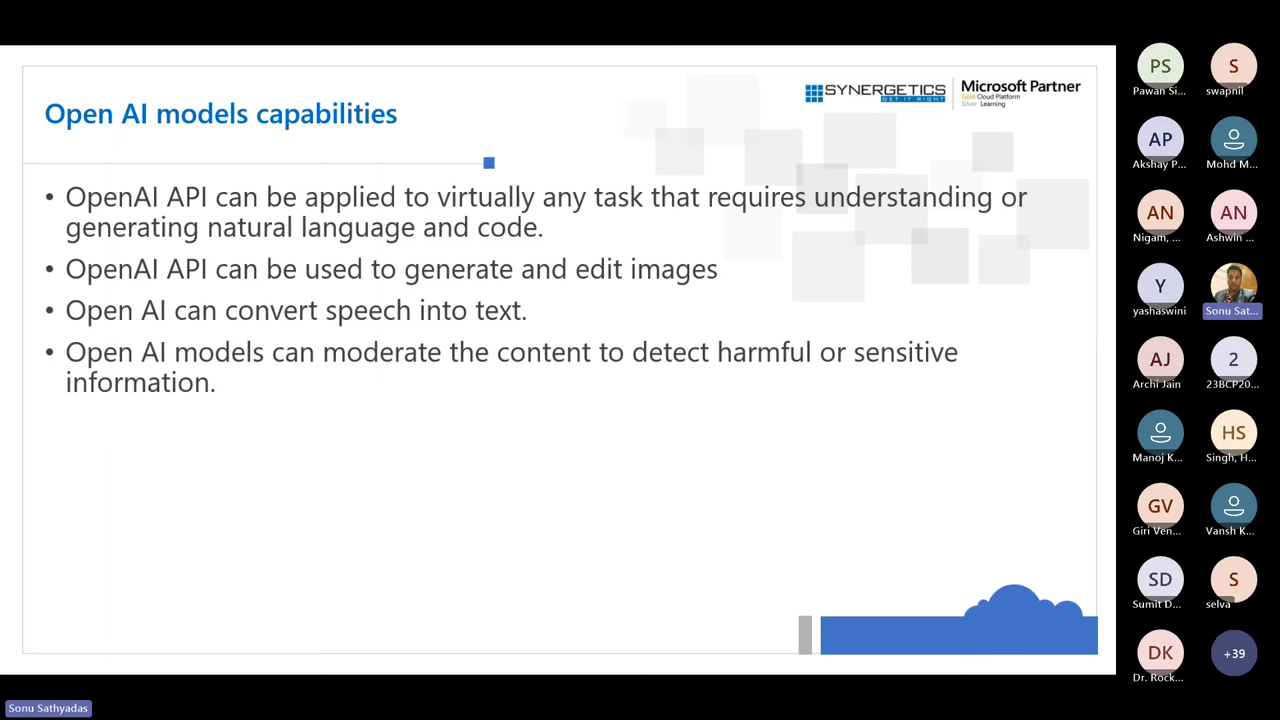 SYNERGETICS
GET IT RIGHT
Microsoft Partner
Gold Cloud Platform
Silver Learning
Open AI models capabilities
• OpenAI API can be applied to virtually any task that requires understanding or
generating natural language and code.
• OpenAI API can be used to generate and edit images
• Open AI can convert speech into text.
• Open AI models can moderate the content to detect harmful or sensitive
information.
PS
Pawan Si...
S
swapnil
AP
Akshay P...
Mohd M...
AN
Nigam, ...
AN
Ashwin ...
Y
yashaswini
Sonu Sat...
AJ
Archi Jain
2
23BCP20...
Manoj K...
HS
Singh, H...
GV
Giri Ven...
Vansh K...
SD
Sumit D...
S
selva
DK
Dr. Rock...
+39
Sonu Sathyadas